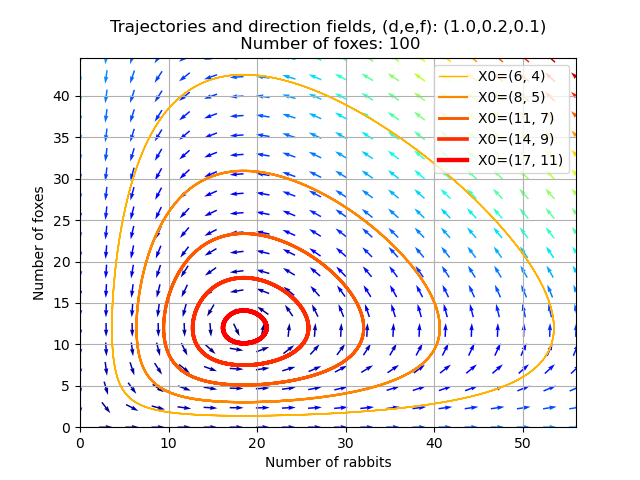 Trajectories and direction fields, (d,e,f): (1.0,0.2,0.1)
Number of foxes: 100
X0=(6, 4)
X0=(8, 5)
X0=(11, 7)
X0=(14, 9)
X0=(17, 11)
Number of foxes
40
35
30
25
20
15
10
5
0
0 10 20 30 40 50
Number of rabbits